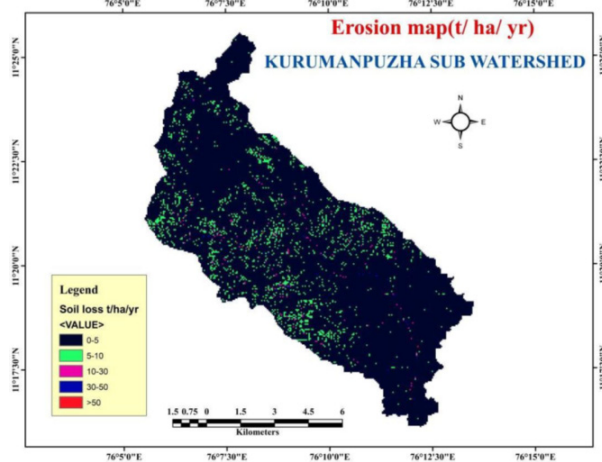 76°5'0"E 76°7'30"E 76°10'0"E 76°12'30"E 76°15'0"E
Erosion map(t/ ha/ yr)
KURUMANPUZHA SUB WATERSHED
N
W E
S
11°25'0"N
11°22'30"N
11°20'0"N
11°17'30"N
Legend
Soil loss t/ha/yr
<VALUE>
0-5
5-10
10-30
30-50
>50
1.5 0.75 0 1.5 3 4.5 6
Kilometers
76°5'0"E 76°7'30"E 76°10'0"E 76°12'30"E 76°15'0"E